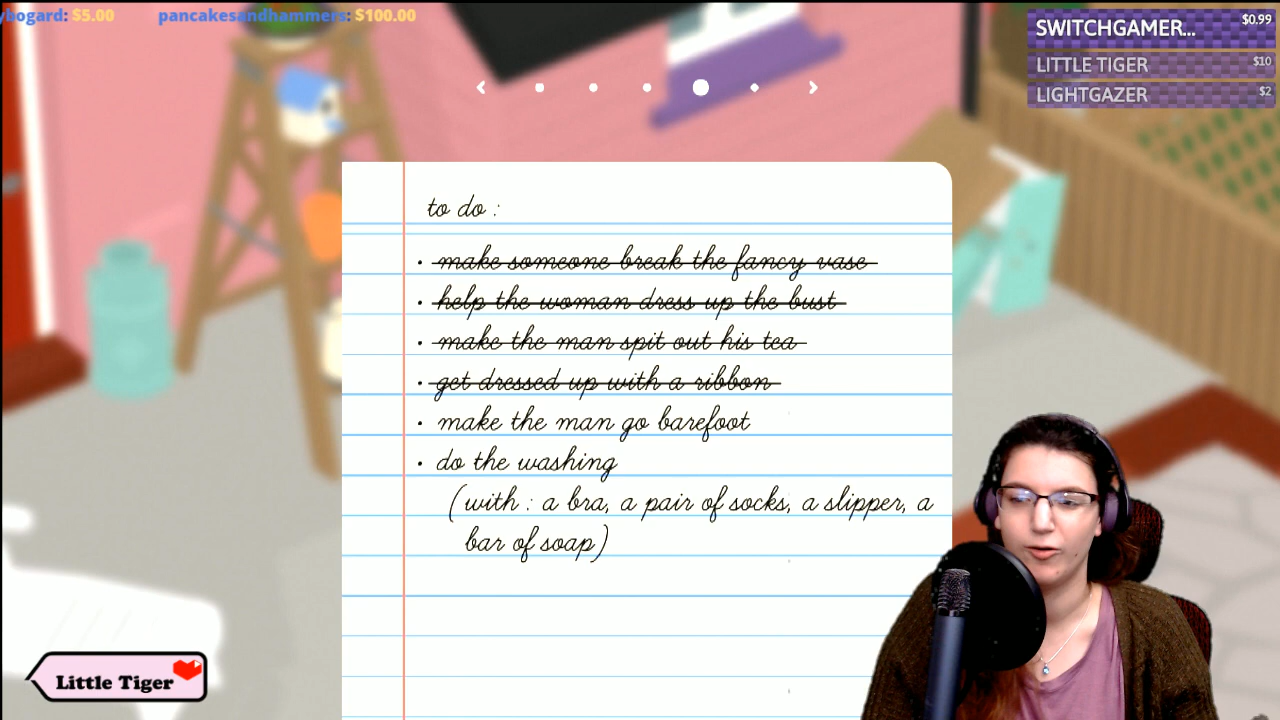 ybogard: $5.00 pancakesandhammers: $100.00
SWITCHGAMER... $0.99
LITTLE TIGER $10
LIGHTGAZER $2
to do :
• make someone break the fancy vase
• help the woman dress up the bust
• make the man spit out his tea
• get dressed up with a ribbon
• make the man go barefoot
• do the washing
(with : a bra, a pair of socks, a slipper, a
bar of soap)
Little Tiger